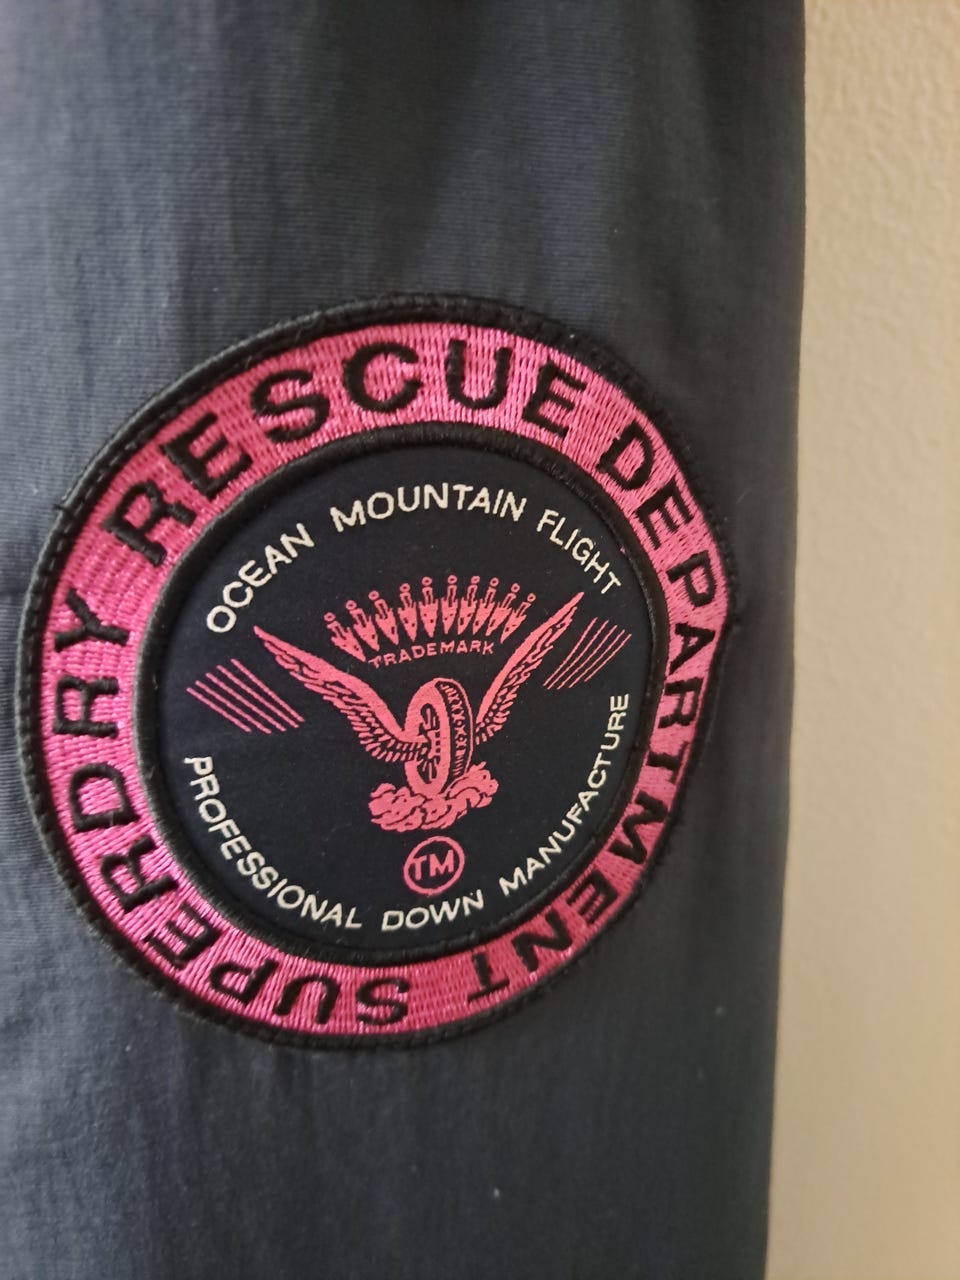 SUPERDRY RESCUE DEPARTMENT
OCEAN MOUNTAIN FLIGHT
TRADEMARK
TM
PROFESSIONAL DOWN MANUFACTURE